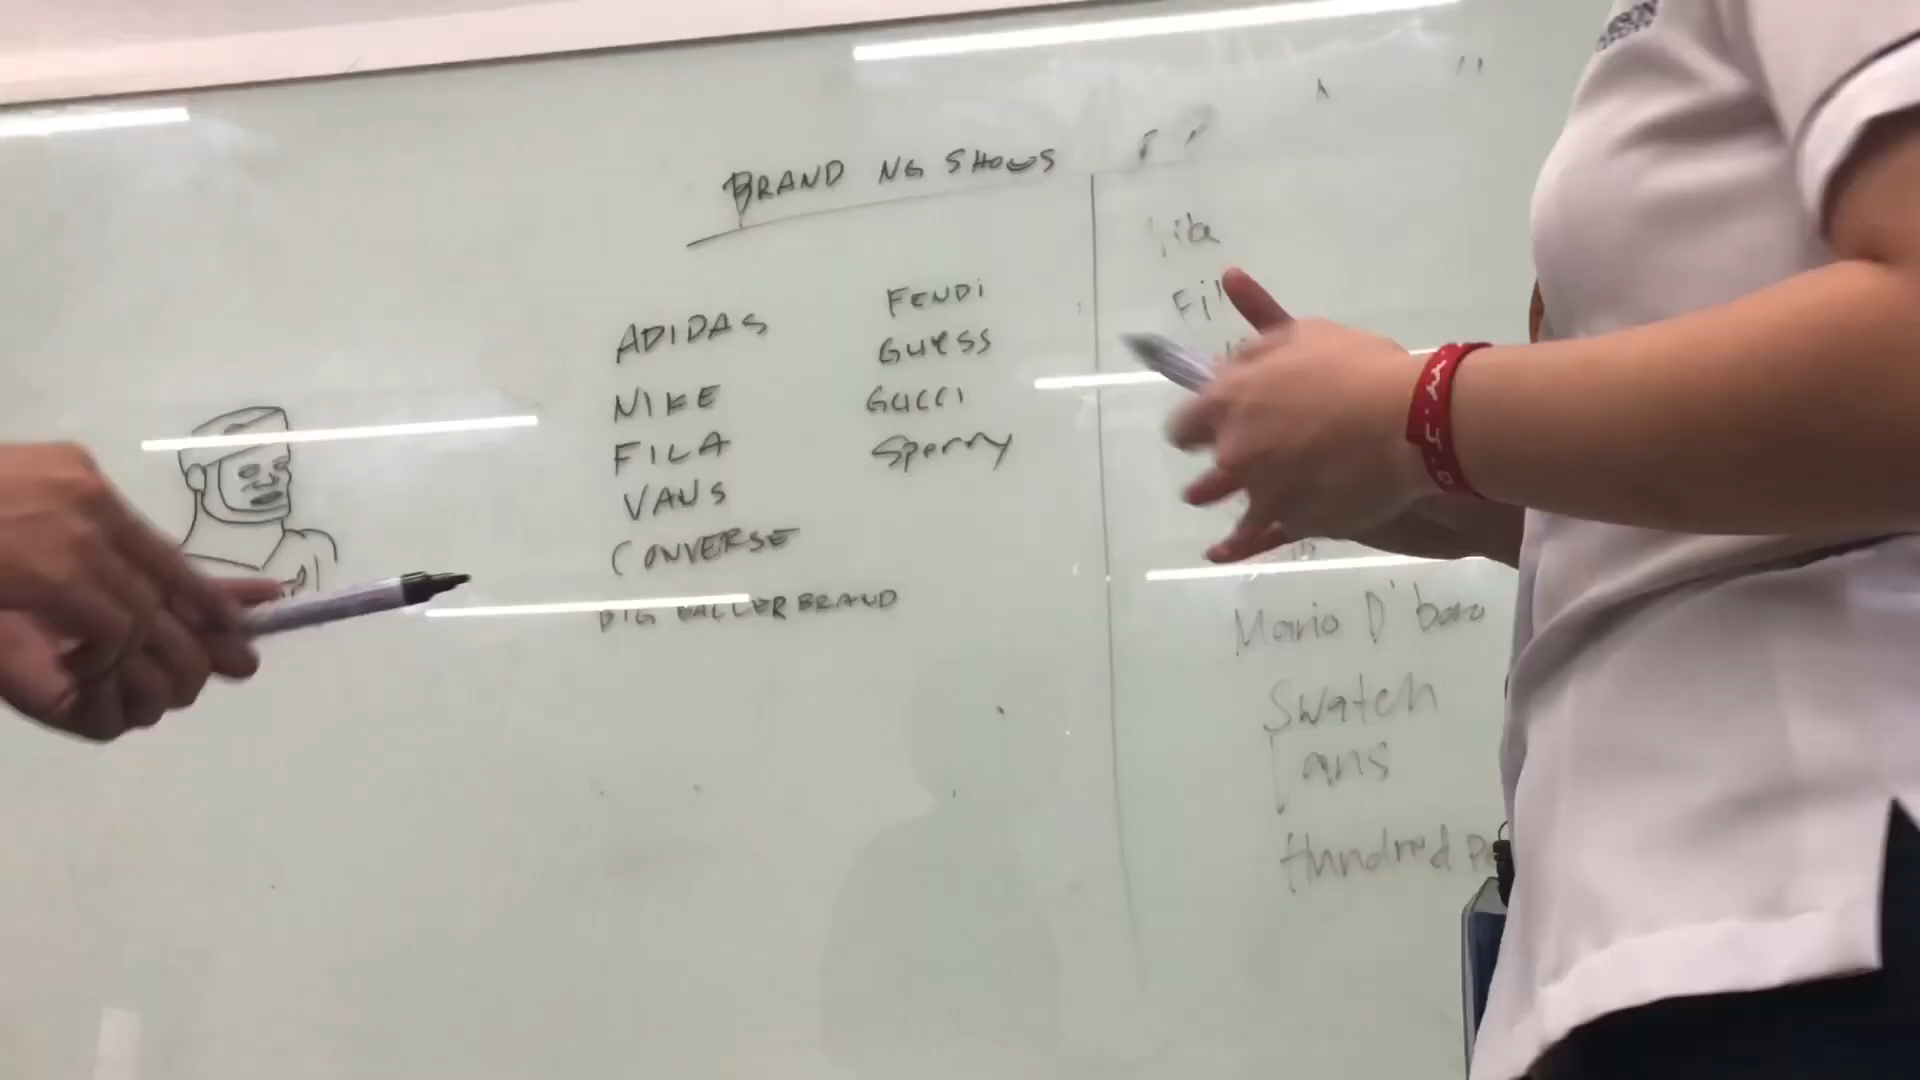 BRAND NG SHOES
ADIDAS
NIKE
FILA
VANS
CONVERSE
BIG BALLER BRAND
FENDI
GUESS
GUCCI
Sperry
Mario D'boro
Swatch
ans
Hundred
W.W.J.D